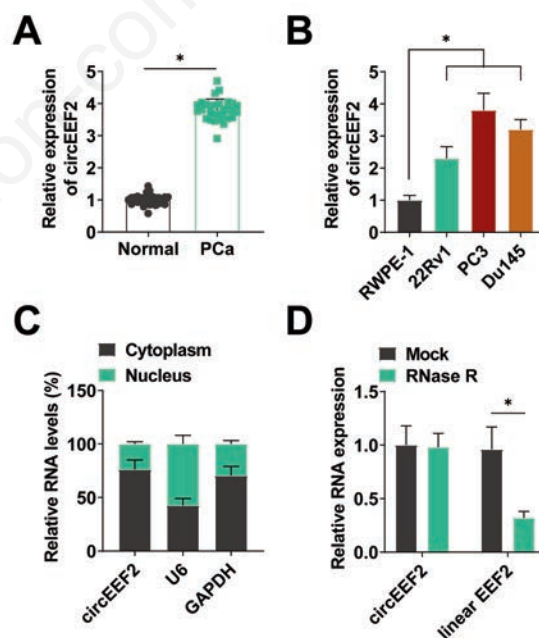 A
Relative expression
of circEEF2
5
4
3
2
1
0
*
Normal PCa
B
Relative expression
of circEEF2
5
4
3
2
1
0
*
RWPE-1 22Rv1 PC3 Du145
C
Cytoplasm
Nucleus
Relative RNA levels (%)
150
100
50
0
circEEF2 U6 GAPDH
D
Mock
RNase R
Relative RNA expression
1.5
1.0
0.5
0.0
*
circEEF2 linear EEF2